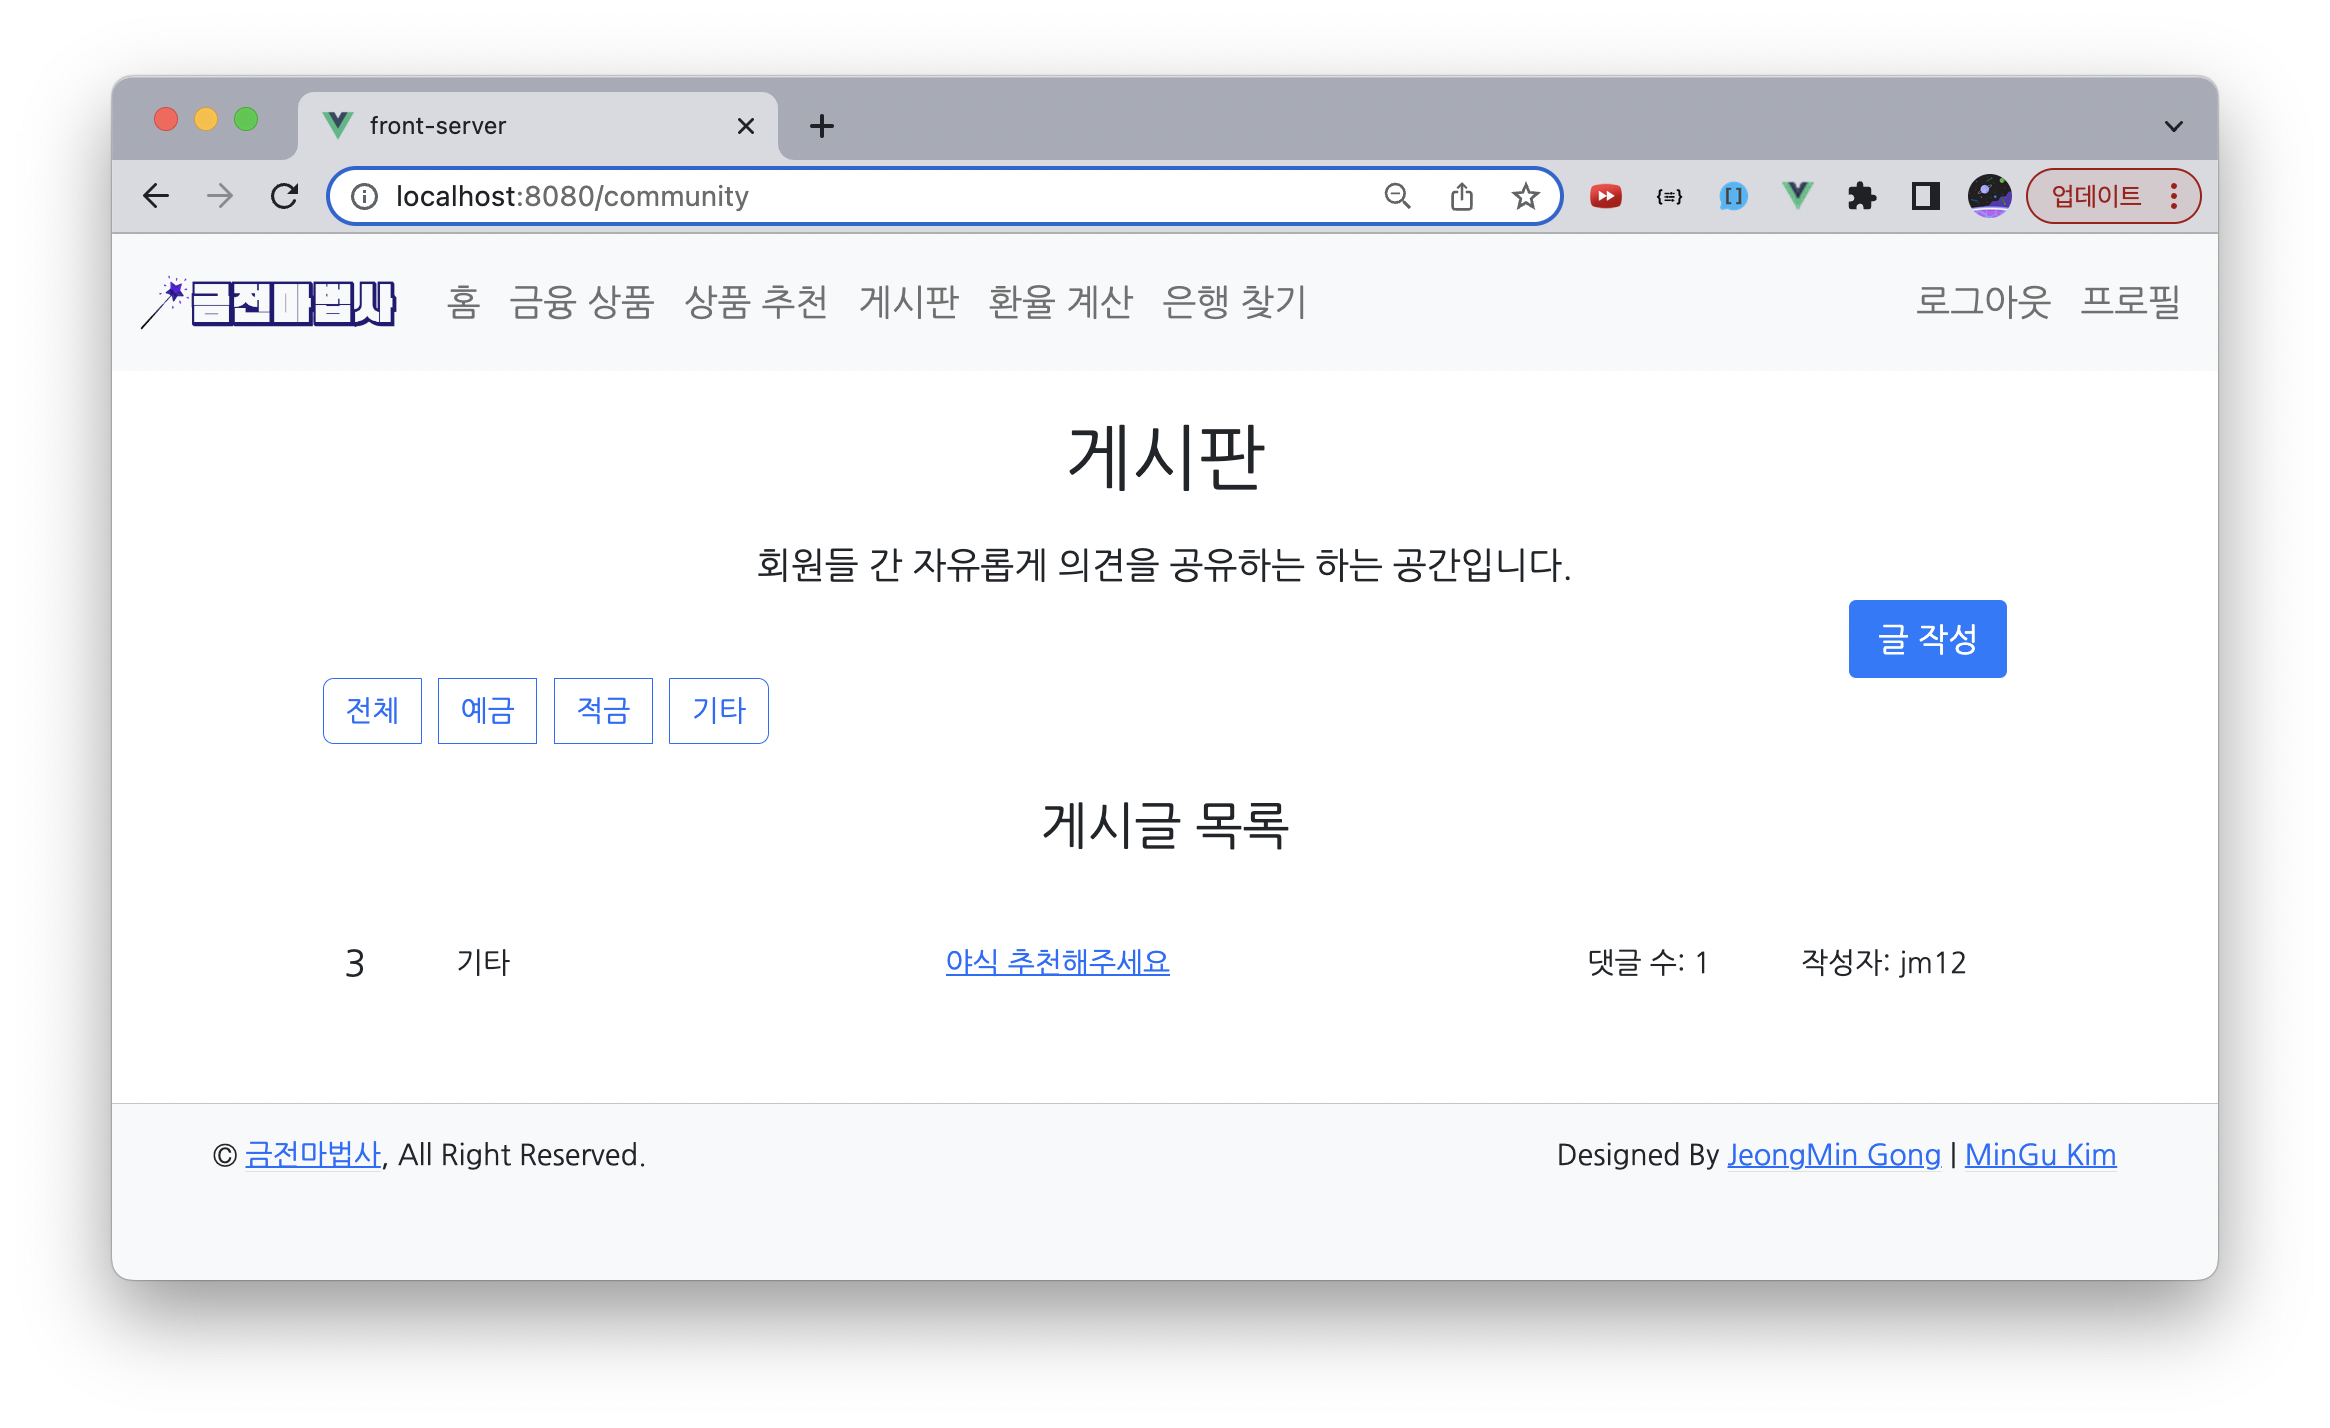 front-server
localhost:8080/community
업데이트
금전마법사 홈 금융 상품 상품 추천 게시판 환율 계산 은행 찾기 로그아웃 프로필
게시판
회원들 간 자유롭게 의견을 공유하는 하는 공간입니다.
글 작성
전체 예금 적금 기타
게시글 목록
3 기타 야식 추천해주세요 댓글 수: 1 작성자: jm12
© 금전마법사, All Right Reserved. Designed By JeongMin Gong | MinGu Kim